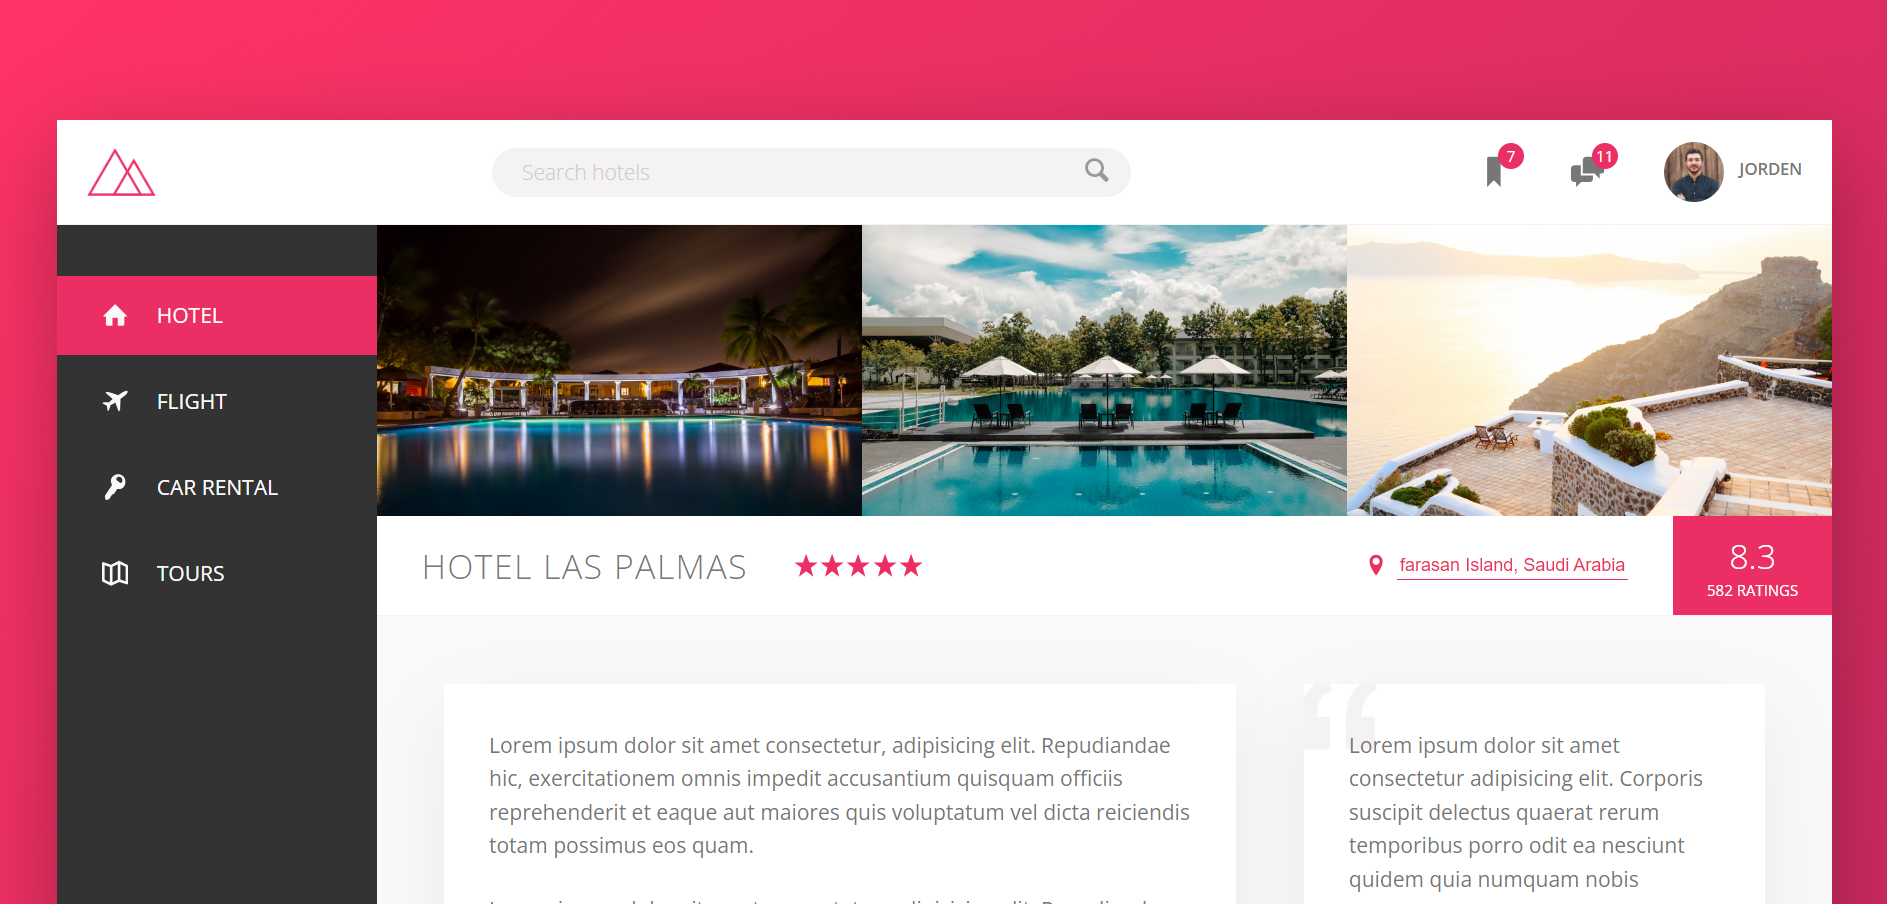 Search hotels
7
11
JORDEN
HOTEL
FLIGHT
CAR RENTAL
TOURS
HOTEL LAS PALMAS
farasan Island, Saudi Arabia
8.3
582 RATINGS
Lorem ipsum dolor sit amet consectetur, adipisicing elit. Repudiandae
hic, exercitationem omnis impedit accusantium quisquam officiis
reprehenderit et eaque aut maiores quis voluptatum vel dicta reiciendis
totam possimus eos quam.
“
Lorem ipsum dolor sit amet
consectetur adipisicing elit. Corporis
suscipit delectus quaerat rerum
temporibus porro odit ea nesciunt
quidem quia numquam nobis